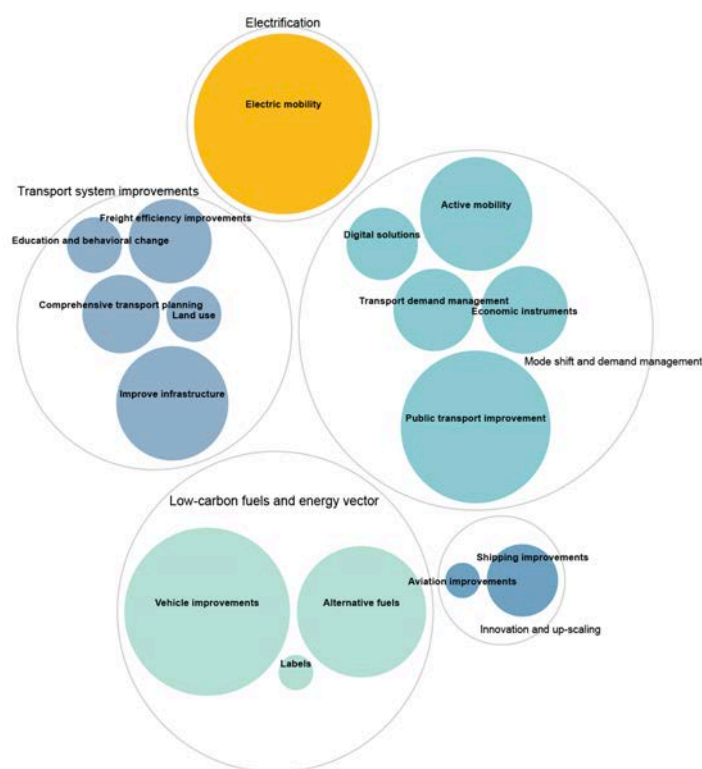 Electrification
Electric mobility
Transport system improvements
Freight efficiency improvements
Education and behavioral change
Comprehensive transport planning
Land use
Improve infrastructure
Active mobility
Digital solutions
Transport demand management
Economic instruments
Mode shift and demand management
Public transport improvement
Low-carbon fuels and energy vector
Vehicle improvements
Alternative fuels
Labels
Shipping improvements
Aviation improvements
Innovation and up-scaling